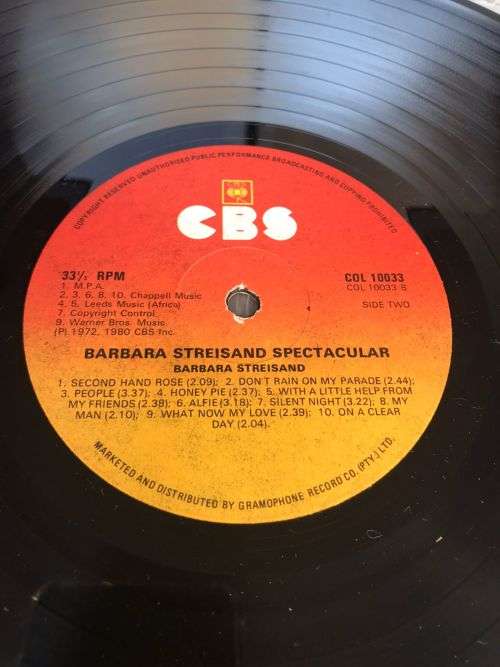 COPYRIGHT RESERVED UNAUTHORISED PUBLIC PERFORMANCE BROADCASTING AND COPYING PROHIBITED
CBS
33⅓ RPM
COL 10033
1. M.P.A.
COL 10033 B
2, 3, 6, 8, 10. Chappell Music
4, 5. Leeds Music (Africa)
SIDE TWO
7. Copyright Control
9. Warner Bros. Music
(P) 1972, 1980 CBS Inc.
BARBARA STREISAND SPECTACULAR
BARBARA STREISAND
1. SECOND HAND ROSE (2.09); 2. DON'T RAIN ON MY PARADE (2.44);
3. PEOPLE (3.37); 4. HONEY PIE (2.37); 5. WITH A LITTLE HELP FROM
MY FRIENDS (2.38); 6. ALFIE (3.18); 7. SILENT NIGHT (3.22); 8. MY
MAN (2.10); 9. WHAT NOW MY LOVE (2.39); 10. ON A CLEAR
DAY (2.04).
MARKETED AND DISTRIBUTED BY GRAMOPHONE RECORD CO. (PTY.) LTD.